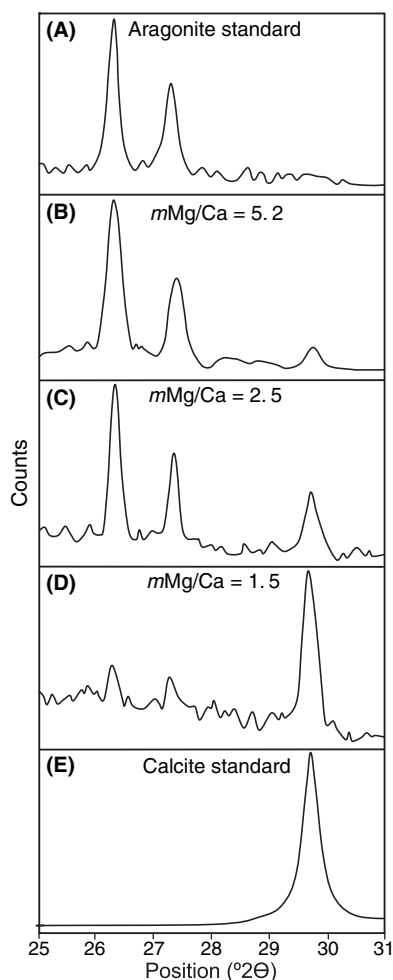 (A) Aragonite standard
(B) mMg/Ca = 5. 2
(C) mMg/Ca = 2. 5
Counts
(D) mMg/Ca = 1. 5
(E) Calcite standard
25 26 27 28 29 30 31
Position (º2Θ)